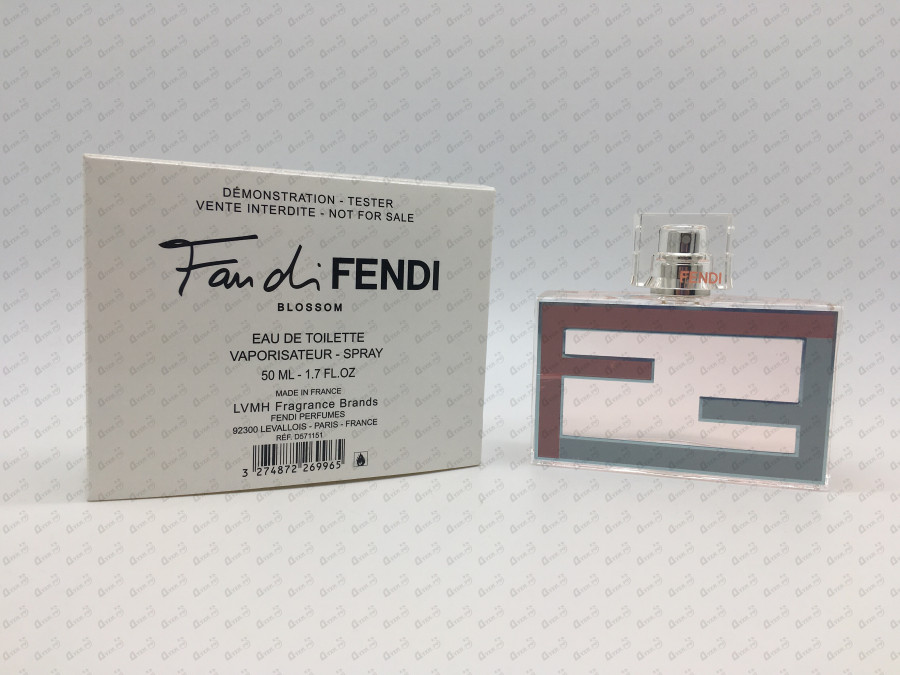 DÉMONSTRATION - TESTER
VENTE INTERDITE - NOT FOR SALE
Fan di FENDI
BLOSSOM
EAU DE TOILETTE
VAPORISATEUR - SPRAY
50 ML - 1.7 FL.OZ
MADE IN FRANCE
LVMH Fragrance Brands
FENDI PERFUMES
92300 LEVALLOIS - PARIS - FRANCE
RÉF. D571151
3 274872 269965
FENDI